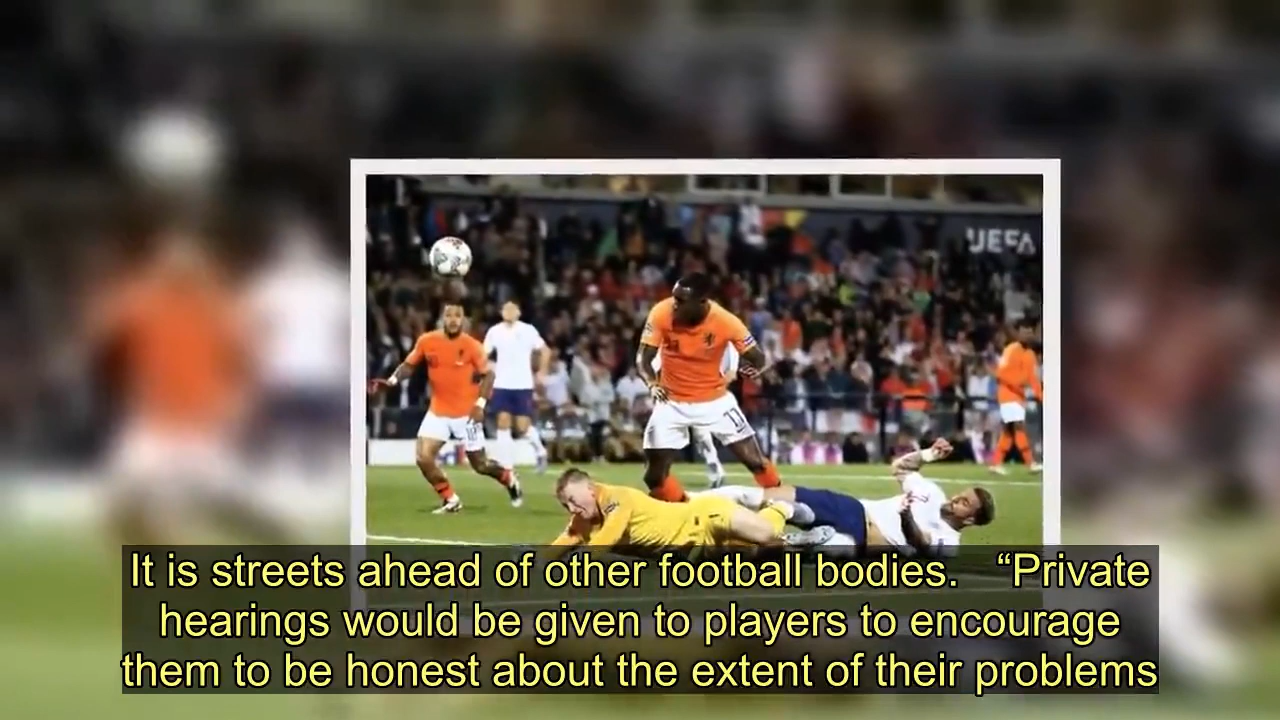 UEFA
11
It is streets ahead of other football bodies.   “Private
hearings would be given to players to encourage
them to be honest about the extent of their problems